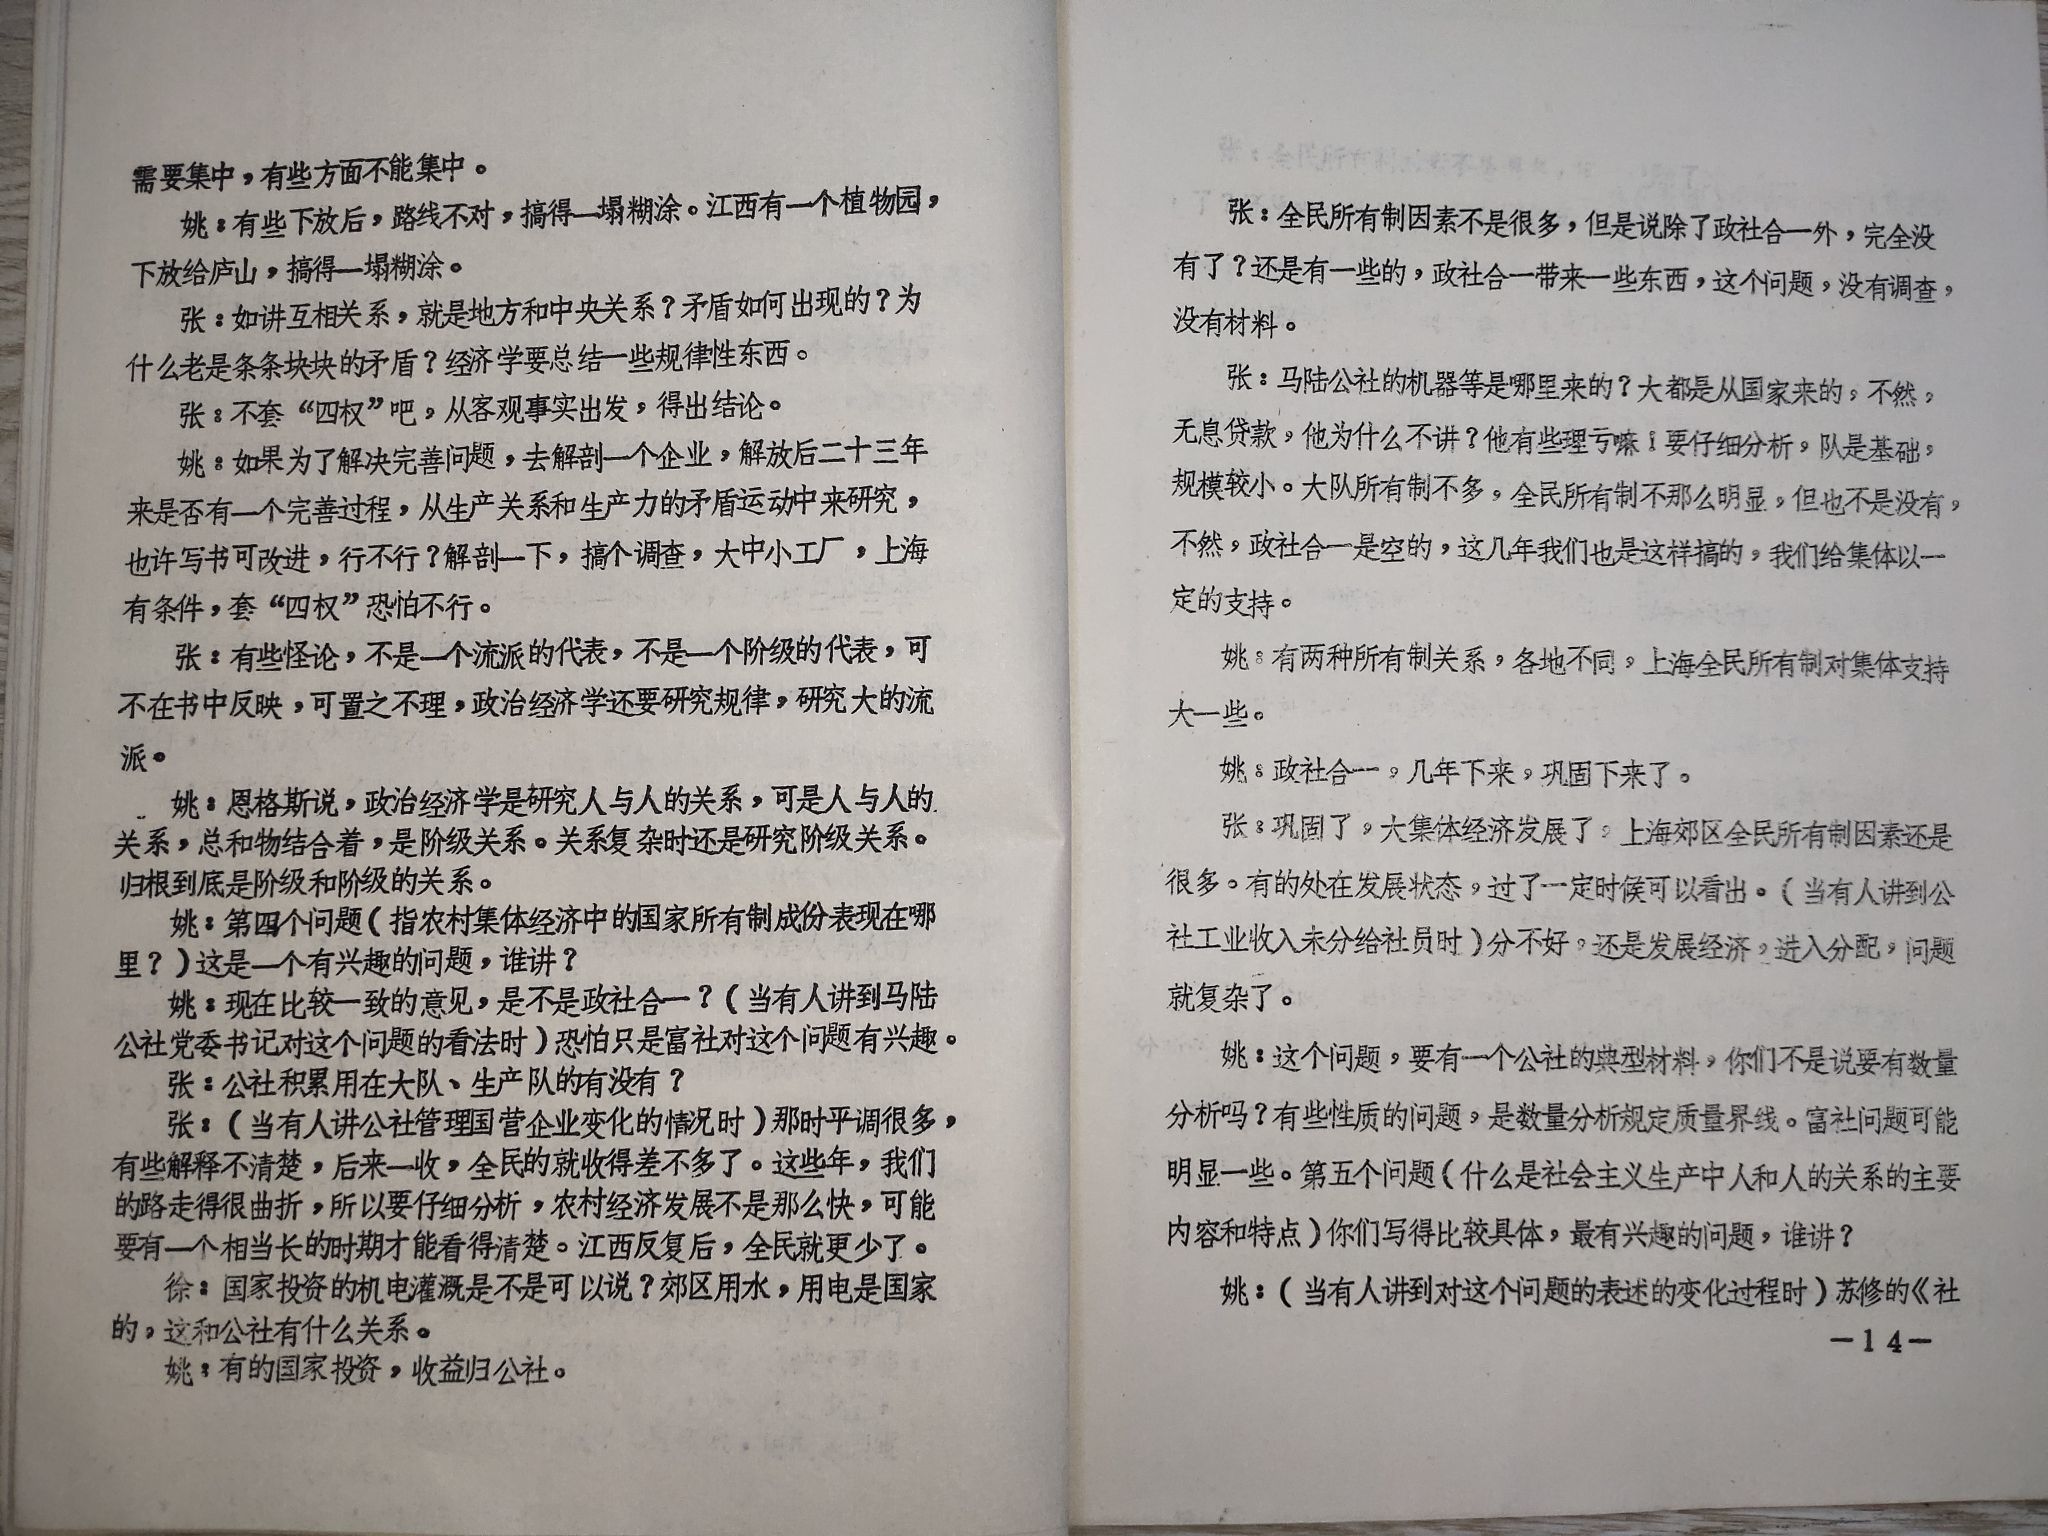 需要集中，有些方面不能集中。
姚：有些下放后，路线不对，搞得一塌糊涂。江西有一个植物园，
下放给庐山，搞得一塌糊涂。
张：如讲互相关系，就是地方和中央关系？矛盾如何出现的？为
什么老是条条块块的矛盾？经济学要总结一些规律性东西。
张：不套“四权”吧，从客观事实出发，得出结论。
姚：如果为了解决完善问题，去解剖一个企业，解放后二十三年
来是否有一个完善过程，从生产关系和生产力的矛盾运动中来研究，
也许写书可改进，行不行？解剖一下，搞个调查，大中小工厂，上海
有条件，套“四权”恐怕不行。
张：有些怪论，不是一个流派的代表，不是一个阶级的代表，可
不在书中反映，可置之不理，政治经济学还要研究规律，研究大的流
派。
姚：恩格斯说，政治经济学是研究人与人的关系，可是人与人的
关系，总和物结合着，是阶级关系。关系复杂时还是研究阶级关系。
归根到底是阶级和阶级的关系。
姚：第四个问题（指农村集体经济中的国家所有制成份表现在哪
里？）这是一个有兴趣的问题，谁讲？
姚：现在比较一致的意见，是不是政社合一？（当有人讲到马陆
公社党委书记对这个问题的看法时）恐怕只是富社对这个问题有兴趣。
张：公社积累用在大队、生产队的有没有？
张：（当有人讲公社管理国营企业变化的情况时）那时平调很多，
有些解释不清楚，后来一收，全民的就收得差不多了。这些年，我们
的路走得很曲折，所以要仔细分析，农村经济发展不是那么快，可能
要有一个相当长的时期才能看得清楚。江西反复后，全民就更少了。
徐：国家投资的机电灌溉是不是可以说？郊区用水，用电是国家
的，这和公社有什么关系。
姚：有的国家投资，收益归公社。
张：全民所有制因素不是很多，但是说除了政社合一外，完全没
有了？还是有一些的，政社合一带来一些东西，这个问题，没有调查，
没有材料。
张：马陆公社的机器等是哪里来的？大都是从国家来的，不然，
无息贷款，他为什么不讲？他有些理亏嘛！要仔细分析，队是基础，
规模较小。大队所有制不多，全民所有制不那么明显，但也不是没有，
不然，政社合一是空的，这几年我们也是这样搞的，我们给集体以一
定的支持。
姚：有两种所有制关系，各地不同，上海全民所有制对集体支持
大一些。
姚：政社合一，几年下来，巩固下来了。
张：巩固了，大集体经济发展了，上海郊区全民所有制因素还是
很多。有的处在发展状态，过了一定时候可以看出。（当有人讲到公
社工业收入未分给社员时）分不好，还是发展经济，进入分配，问题
就复杂了。
姚：这个问题，要有一个公社的典型材料，你们不是说要有数量
分析吗？有些性质的问题，是数量分析规定质量界线。富社问题可能
明显一些。第五个问题（什么是社会主义生产中人和人的关系的主要
内容和特点）你们写得比较具体，最有兴趣的问题，谁讲？
姚：（当有人讲到对这个问题的表述的变化过程时）苏修的《社
—14—